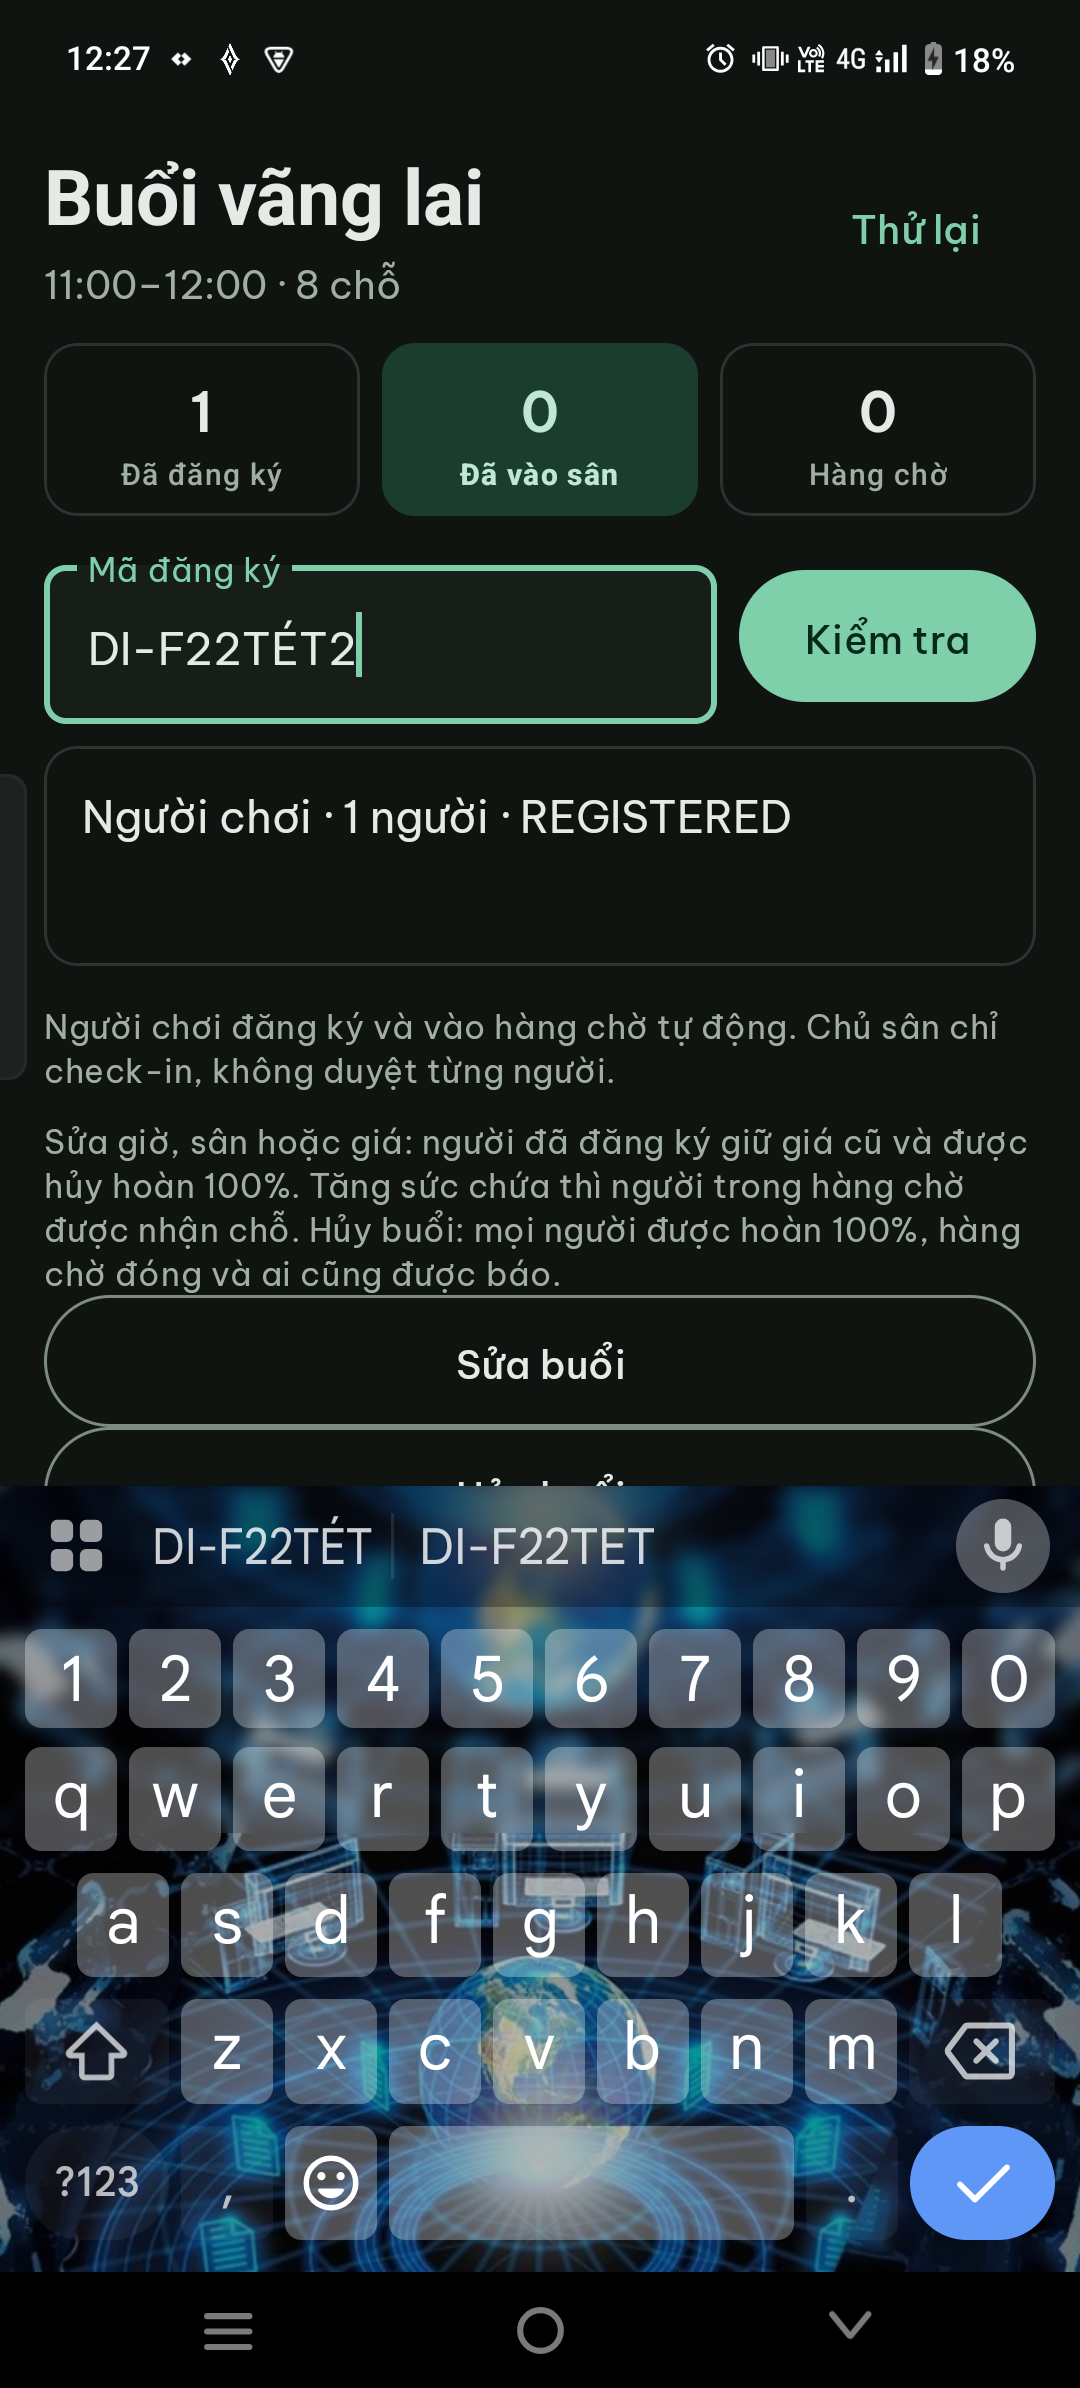 12:27 4G 18%
Buổi vãng lai
Thử lại
11:00–12:00 · 8 chỗ
1 0 0
Đã đăng ký Đã vào sân Hàng chờ
Mã đăng ký
DI-F22TÉT2
Kiểm tra
Người chơi · 1 người · REGISTERED
Người chơi đăng ký và vào hàng chờ tự động. Chủ sân chỉ
check-in, không duyệt từng người.
Sửa giờ, sân hoặc giá: người đã đăng ký giữ giá cũ và được
hủy hoàn 100%. Tăng sức chứa thì người trong hàng chờ
được nhận chỗ. Hủy buổi: mọi người được hoàn 100%, hàng
chờ đóng và ai cũng được báo.
Sửa buổi
DI-F22TÉT DI-F22TET
1 2 3 4 5 6 7 8 9 0
q w e r t y u i o p
a s d f g h j k l
z x c v b n m
?123 , .